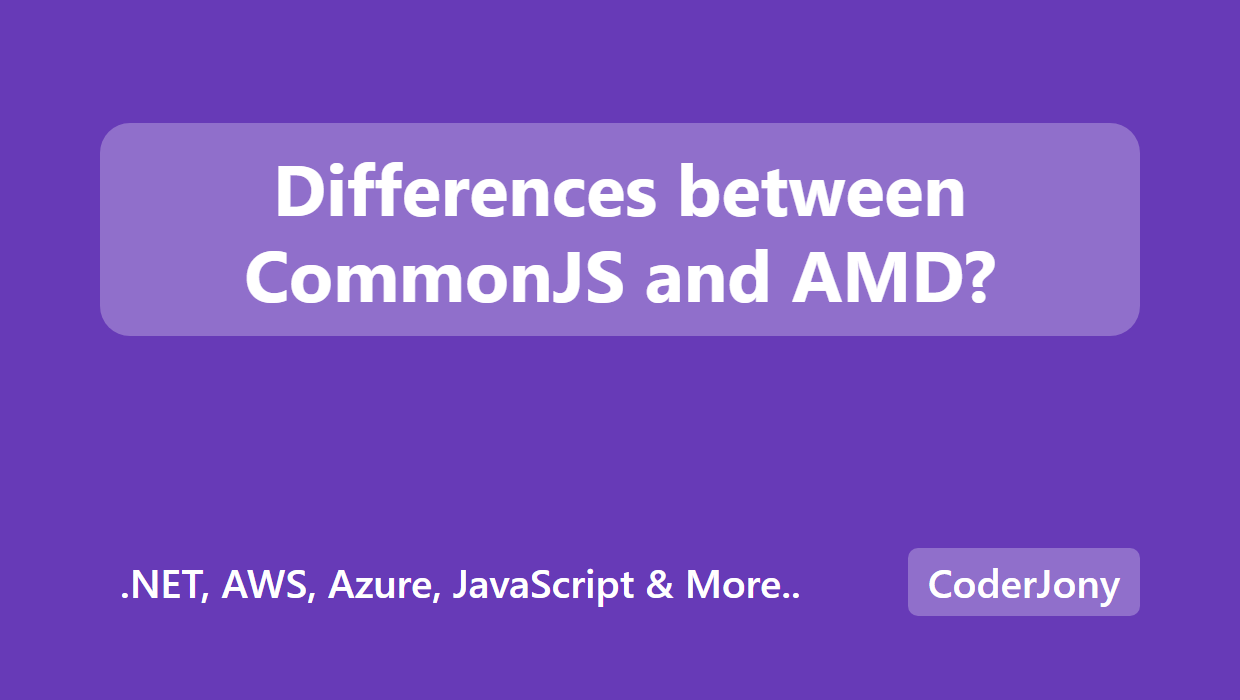 Differences between
CommonJS and AMD?
.NET, AWS, Azure, JavaScript & More..
CoderJony